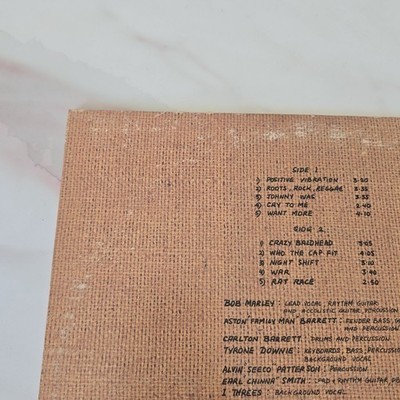 SIDE 1
1) POSITIVE VIBRATION 3·20
2) ROOTS, ROCK, REGGAE 3·35
3) JOHNNY WAS 3·35
4) CRY TO ME 2·40
5) WANT MORE 4·10
SIDE 2
1) CRAZY BALDHEAD 3·05
2) WHO THE CAP FIT 4·05
3) NIGHT SHIFT 3·10
4) WAR 3·40
5) RAT RACE 2·50
BOB MARLEY: LEAD VOCAL, RHYTHM GUITAR
AND ACOUSTIC GUITAR, PERCUSSION
ASTON "FAMILY MAN" BARRETT: FENDER BASS,
AND PERCUSSION
CARLTON BARRETT: DRUMS AND PERCUSSION
TYRONE DOWNIE: KEYBOARDS, BASS, PERCUSSION
BACKGROUND VOCAL
ALVIN SEECO PATTERSON: PERCUSSION
EARL CHINNA SMITH: LEAD & RHYTHM GUITAR,
I THREES: BACKGROUND VOCAL